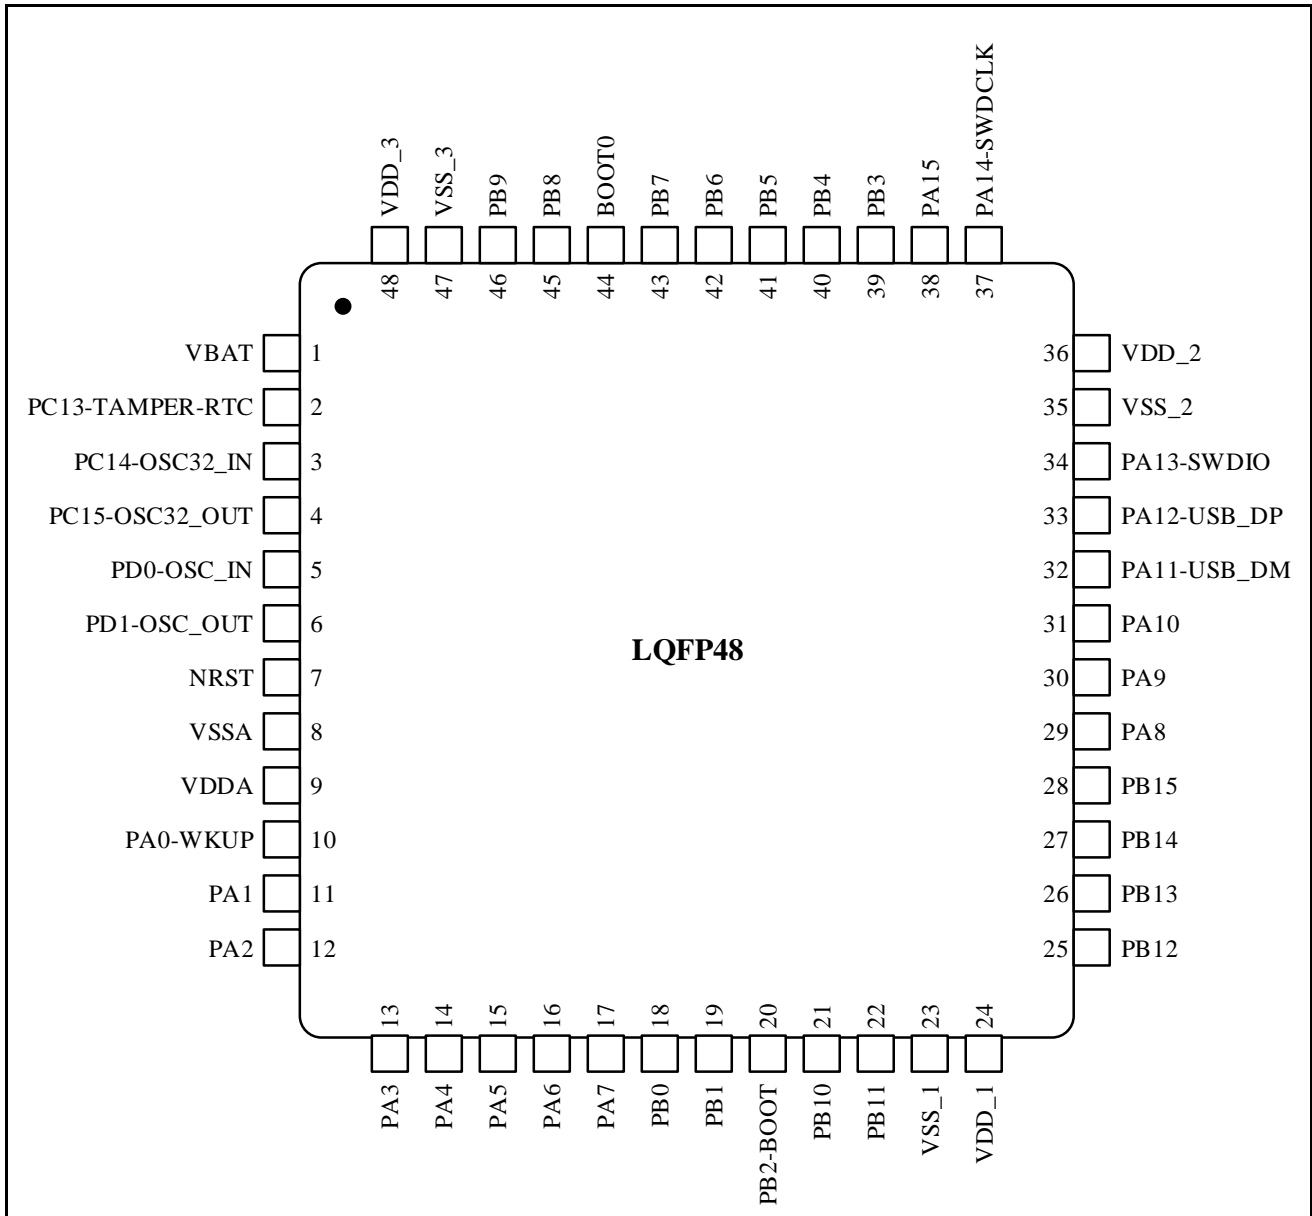 VDD_3
VSS_3
PB9
PB8
BOOT0
PB7
PB6
PB5
PB4
PB3
PA15
PA14-SWDCLK
48
47
46
45
44
43
42
41
40
39
38
37
VBAT 1
PC13-TAMPER-RTC 2
PC14-OSC32_IN 3
PC15-OSC32_OUT 4
PD0-OSC_IN 5
PD1-OSC_OUT 6
NRST 7
VSSA 8
VDDA 9
PA0-WKUP 10
PA1 11
PA2 12
LQFP48
36 VDD_2
35 VSS_2
34 PA13-SWDIO
33 PA12-USB_DP
32 PA11-USB_DM
31 PA10
30 PA9
29 PA8
28 PB15
27 PB14
26 PB13
25 PB12
13
14
15
16
17
18
19
20
21
22
23
24
PA3
PA4
PA5
PA6
PA7
PB0
PB1
PB2-BOOT
PB10
PB11
VSS_1
VDD_1